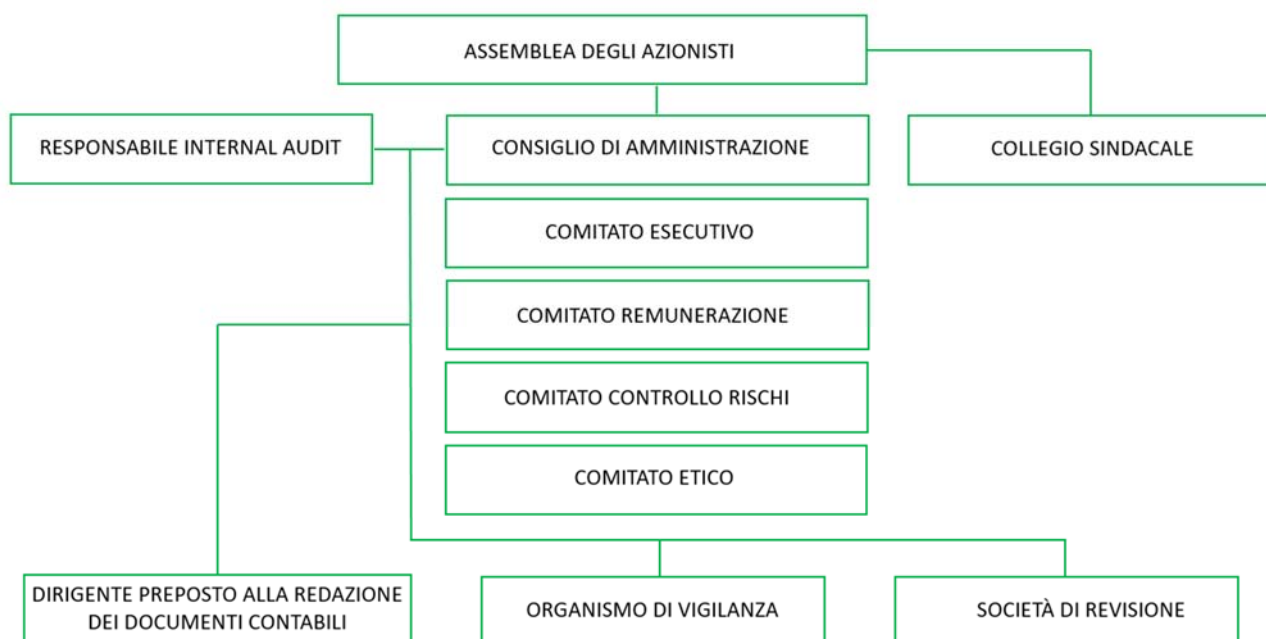 ASSEMBLEA DEGLI AZIONISTI
RESPONSABILE INTERNAL AUDIT
CONSIGLIO DI AMMINISTRAZIONE
COLLEGIO SINDACALE
COMITATO ESECUTIVO
COMITATO REMUNERAZIONE
COMITATO CONTROLLO RISCHI
COMITATO ETICO
DIRIGENTE PREPOSTO ALLA REDAZIONE
DEI DOCUMENTI CONTABILI
ORGANISMO DI VIGILANZA
SOCIETÀ DI REVISIONE